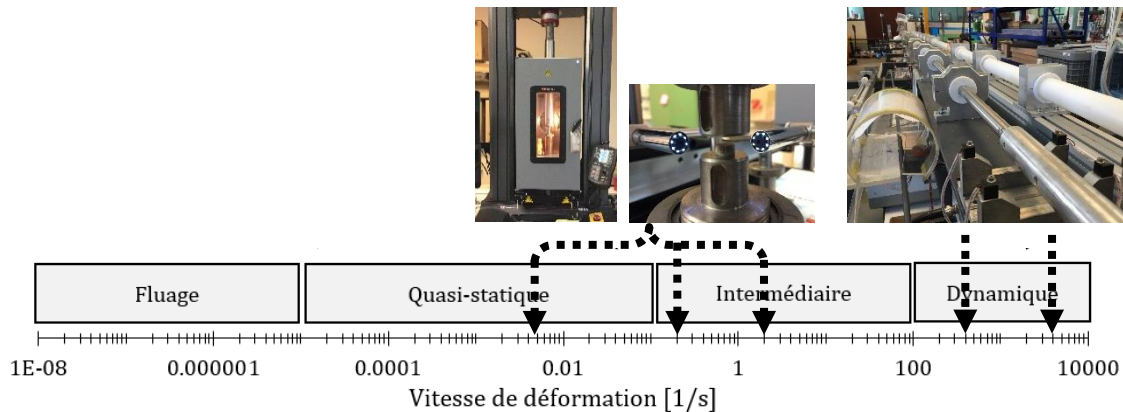 Fluage
Quasi-statique
Intermédiaire
Dynamique
1E-08
0.000001
0.0001
0.01
1
100
10000
Vitesse de déformation [1/s]